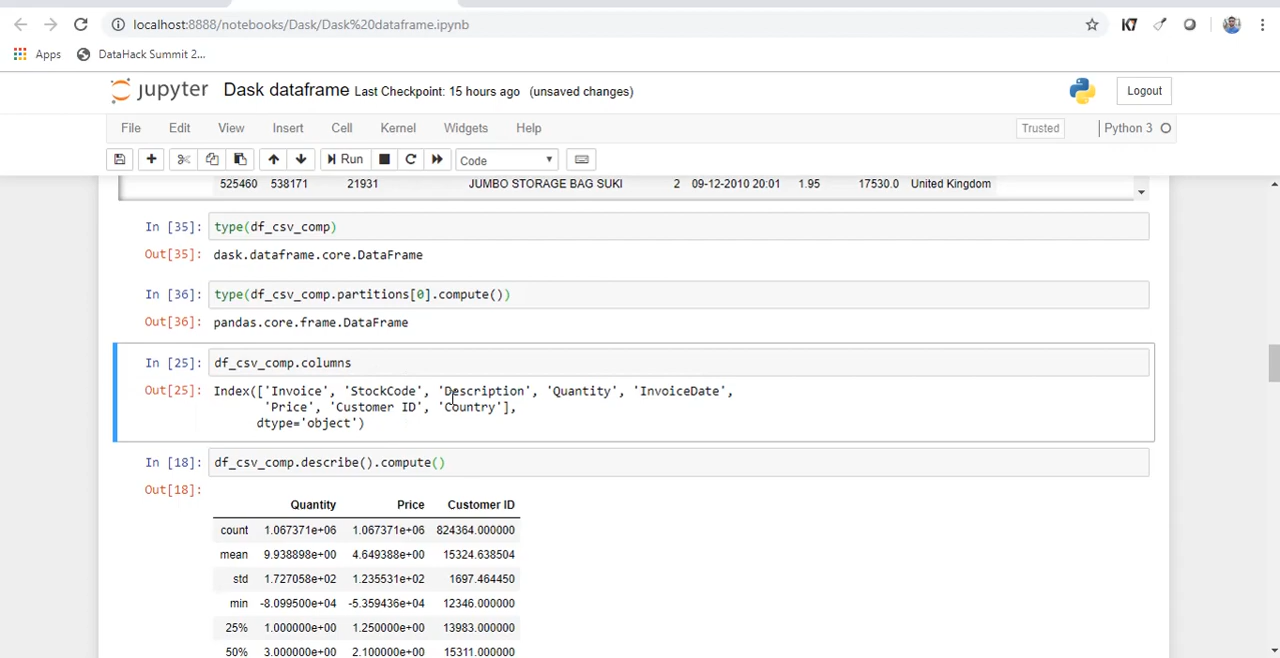 localhost:8888/notebooks/Dask/Dask%20dataframe.ipynb
K7
Apps DataHack Summit 2...
jupyter Dask dataframe Last Checkpoint: 15 hours ago (unsaved changes) Logout
File Edit View Insert Cell Kernel Widgets Help Trusted Python 3
Run Code
525460 538171 21931 JUMBO STORAGE BAG SUKI 2 09-12-2010 20:01 1.95 17530.0 United Kingdom
In [35]: type(df_csv_comp)
Out[35]: dask.dataframe.core.DataFrame
In [36]: type(df_csv_comp.partitions[0].compute())
Out[36]: pandas.core.frame.DataFrame
In [25]: df_csv_comp.columns
Out[25]: Index(['Invoice', 'StockCode', 'Description', 'Quantity', 'InvoiceDate',
'Price', 'Customer ID', 'Country'],
dtype='object')
In [18]: df_csv_comp.describe().compute()
Out[18]:
Quantity Price Customer ID
count 1.067371e+06 1.067371e+06 824364.000000
mean 9.938898e+00 4.649388e+00 15324.638504
std 1.727058e+02 1.235531e+02 1697.464450
min -8.099500e+04 -5.359436e+04 12346.000000
25% 1.000000e+00 1.250000e+00 13983.000000
50% 3.000000e+00 2.100000e+00 15311.000000